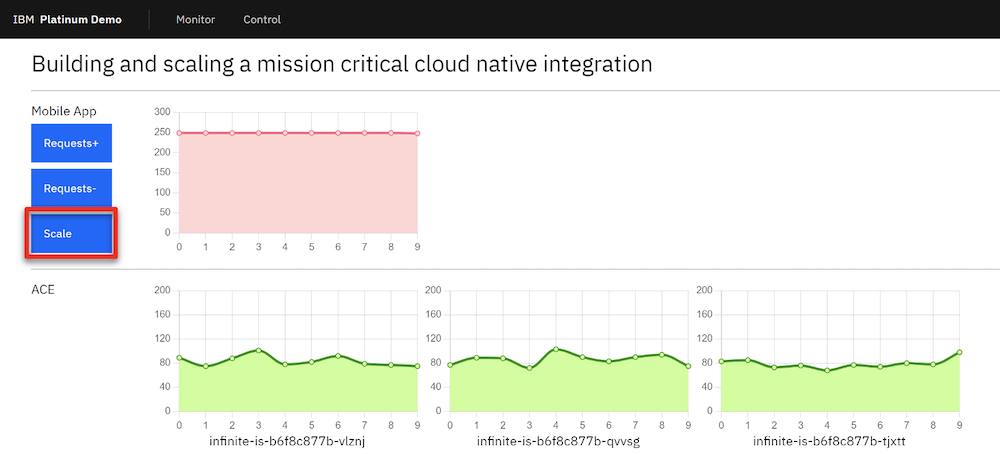 IBM Platinum Demo Monitor Control
Building and scaling a mission critical cloud native integration
Mobile App
Requests+
Requests-
Scale
300
250
200
150
100
50
0
0 1 2 3 4 5 6 7 8 9
ACE
200
160
120
80
40
0
0 1 2 3 4 5 6 7 8 9
infinite-is-b6f8c877b-vlznj
200
160
120
80
40
0
0 1 2 3 4 5 6 7 8 9
infinite-is-b6f8c877b-qvvsg
200
160
120
80
40
0
0 1 2 3 4 5 6 7 8 9
infinite-is-b6f8c877b-tjxtt